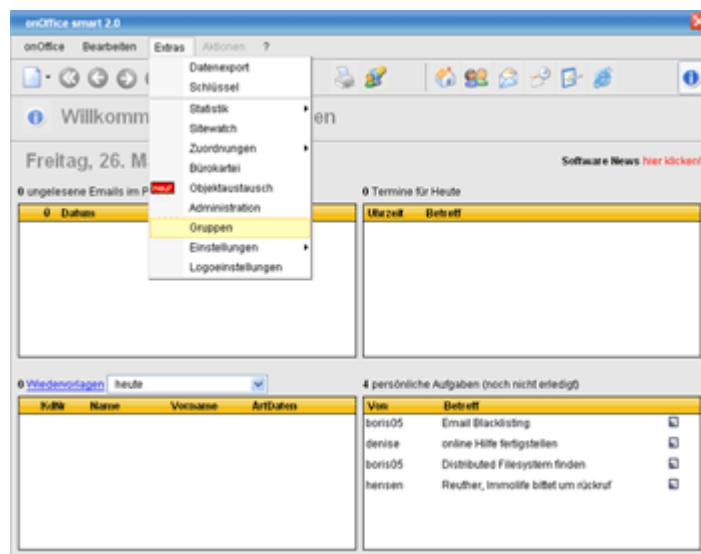 onOffice smart 2.0
onOffice Bearbeiten Extras Aktionen ?
Datenexport
Schlüssel
Statistik
Sitewatch
Zuordnungen
Bürokartei
neu! Objektaustausch
Administration
Gruppen
Einstellungen
Logoeinstellungen
Willkomm en
Freitag, 26. M
Software News hier klicken!
0 ungelesene Emails im P
0 Datum
0 Termine für Heute
Uhrzeit Betreff
0 Wiedervorlagen heute
KdNr Name Vorname ArtDaten
4 persönliche Aufgaben (noch nicht erledigt)
Von Betreff
boris05 Email Blacklisting
denise online Hilfe fertigstellen
boris05 Distributed Filesystem finden
hensen Reuther, Immolife bittet um rückruf